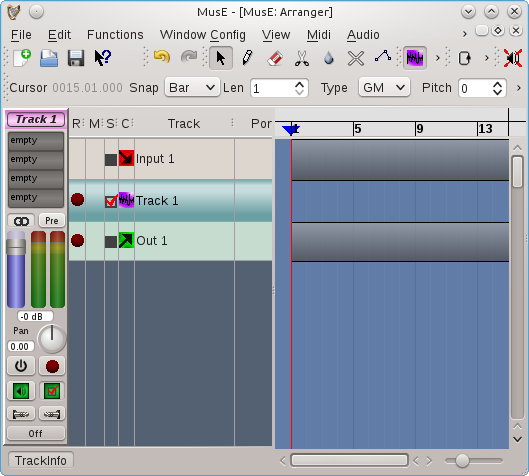 MusE - [MusE: Arranger]
File Edit Functions Window Config View Midi Audio
Cursor 0015.01.000 Snap Bar Len 1 Type GM Pitch 0
Track 1
R M S C Track Por
1 5 9 13
empty
empty
empty
empty
Input 1
Track 1
Out 1
Pre
-0 dB
Pan
0.00
Off
TrackInfo